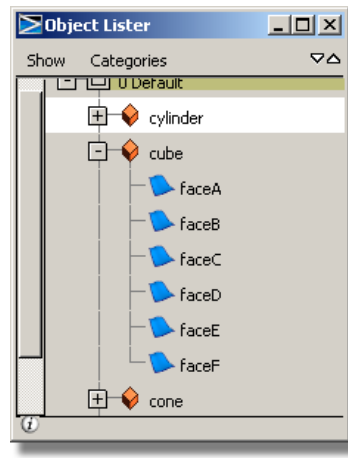 Object Lister
Show Categories
0 Default
cylinder
cube
faceA
faceB
faceC
faceD
faceE
faceF
cone